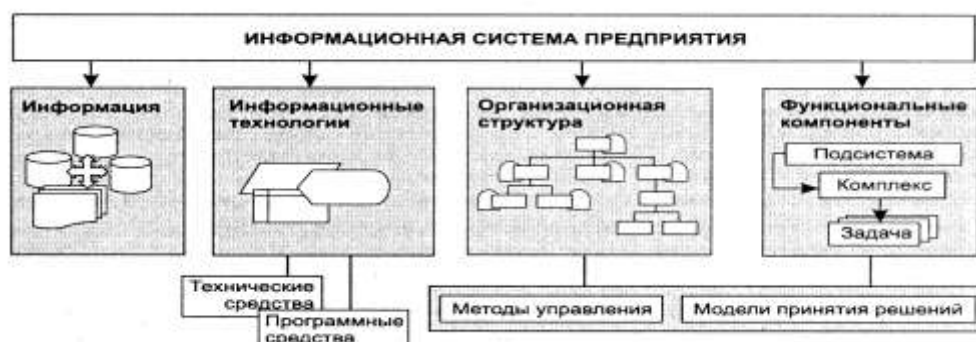 ИНФОРМАЦИОННАЯ СИСТЕМА ПРЕДПРИЯТИЯ
Информация
Информационные
технологии
Технические
средства
Программные
средства
Организационная
структура
Методы управления
Функциональные
компоненты
Подсистема
Комплекс
Задача
Модели принятия решений